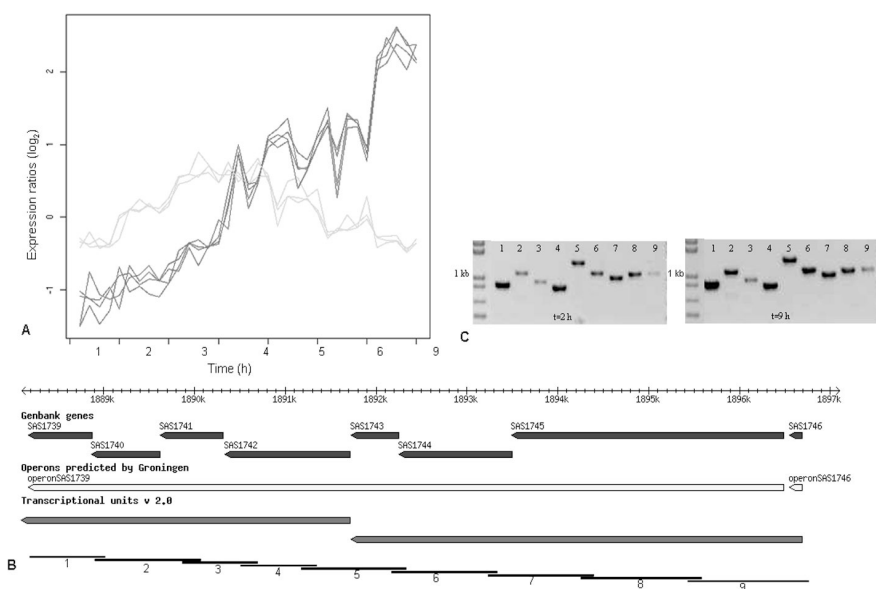 2
1
0
-1
Expression ratios (log2)
1 2 3 4 5 6 9
Time (h)
A
1 2 3 4 5 6 7 8 9
1 kb
t=2 h
1 2 3 4 5 6 7 8 9
1 kb
t=9 h
C
1889k 1890k 1891k 1892k 1893k 1894k 1895k 1896k 1897k
Genbank genes
SAS1739 SAS1741 SAS1743 SAS1745 SAS1746
SAS1740 SAS1742 SAS1744
Operons predicted by Groningen
operonSAS1739 operonSAS1746
Transcriptional units v 2.0
B
1 2 3 4 5 6 7 8 9